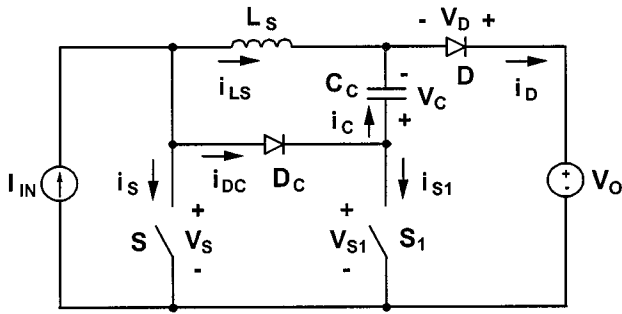 L_S
- V_D +
D
i_LS
C_C
-
V_C
+
i_C
i_D
I_IN
i_S
i_DC
D_C
i_S1
+
-
V_O
S
+
V_S
-
+
V_S1
-
S_1